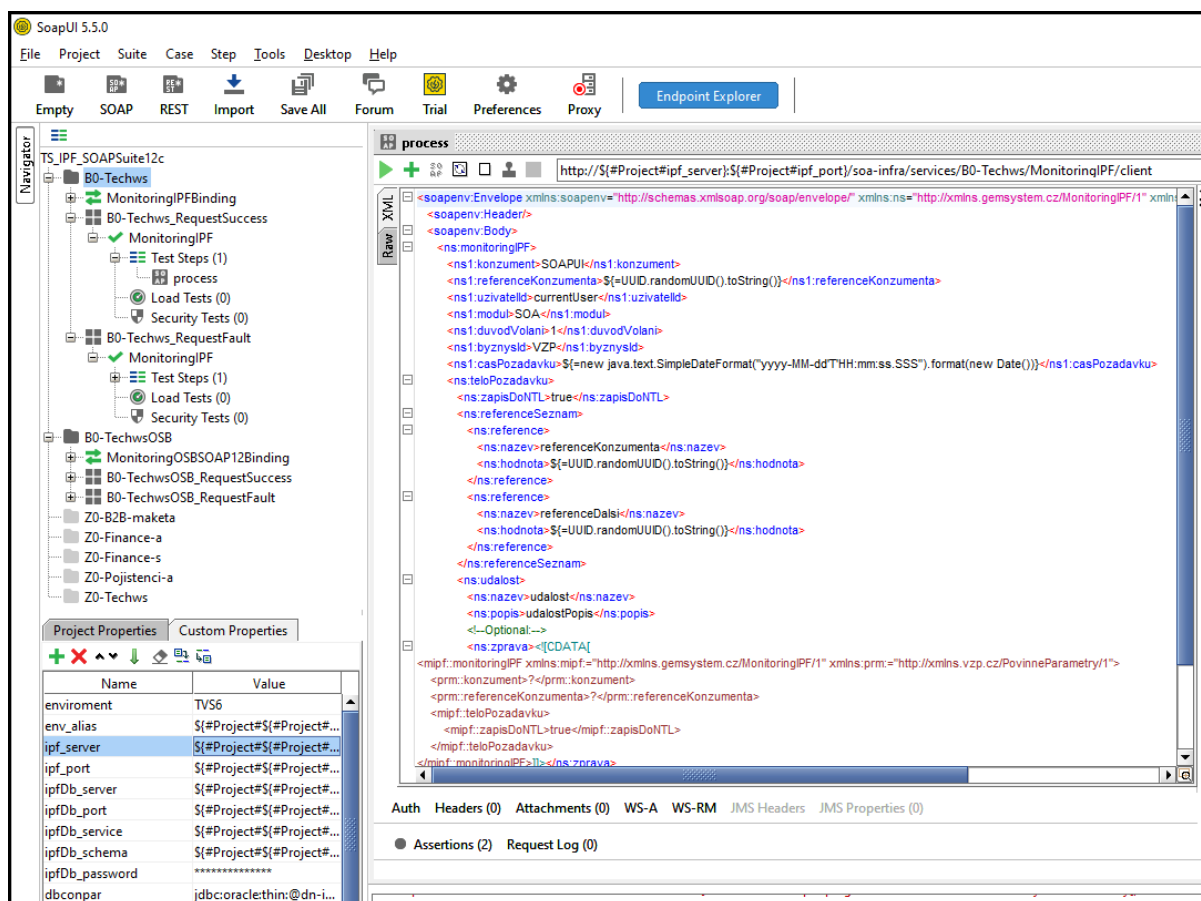 SoapUI 5.5.0
File Project Suite Case Step Tools Desktop Help
Empty SOAP REST Import Save All Forum Trial Preferences Proxy Endpoint Explorer
Navigator
TS_IPF_SOAPSuite12c
B0-Techws
MonitoringIPFBinding
B0-Techws_RequestSuccess
MonitoringIPF
Test Steps (1)
process
Load Tests (0)
Security Tests (0)
B0-Techws_RequestFault
MonitoringIPF
Test Steps (1)
Load Tests (0)
Security Tests (0)
B0-TechwsOSB
MonitoringOSBSOAP12Binding
B0-TechwsOSB_RequestSuccess
B0-TechwsOSB_RequestFault
Z0-B2B-maketa
Z0-Finance-a
Z0-Finance-s
Z0-Pojistenci-a
Z0-Techws
Project Properties Custom Properties
Name Value
enviroment TVS6
env_alias ${#Project#${#Project#...
ipf_server ${#Project#${#Project#...
ipf_port ${#Project#${#Project#...
ipfDb_server ${#Project#${#Project#...
ipfDb_port ${#Project#${#Project#...
ipfDb_service ${#Project#${#Project#...
ipfDb_schema ${#Project#${#Project#...
ipfDb_password **************
dbconpar jdbc:oracle:thin:@dn-i...
process
http://${#Project#ipf_server}:${#Project#ipf_port}/soa-infra/services/B0-Techws/MonitoringIPF/client
XML
Raw
<soapenv:Envelope xmlns:soapenv="http://schemas.xmlsoap.org/soap/envelope/" xmlns:ns="http://xmlns.gemsystem.cz/MonitoringIPF/1" xmlns
<soapenv:Header/>
<soapenv:Body>
<ns:monitoringIPF>
<ns1:konzument>SOAPUI</ns1:konzument>
<ns1:referenceKonzumenta>${=UUID.randomUUID().toString()}</ns1:referenceKonzumenta>
<ns1:uzivatelId>currentUser</ns1:uzivatelId>
<ns1:modul>SOA</ns1:modul>
<ns1:duvodVolani>1</ns1:duvodVolani>
<ns1:byznysId>VZP</ns1:byznysId>
<ns1:casPozadavku>${=new java.text.SimpleDateFormat("yyyy-MM-dd'T'HH:mm:ss.SSS").format(new Date())}</ns1:casPozadavku>
<ns:teloPozadavku>
<ns:zapisDoNTL>true</ns:zapisDoNTL>
<ns:referenceSeznam>
<ns:reference>
<ns:nazev>referenceKonzumenta</ns:nazev>
<ns:hodnota>${=UUID.randomUUID().toString()}</ns:hodnota>
</ns:reference>
<ns:reference>
<ns:nazev>referenceDalsi</ns:nazev>
<ns:hodnota>${=UUID.randomUUID().toString()}</ns:hodnota>
</ns:reference>
</ns:referenceSeznam>
<ns:udalost>
<ns:nazev>udalost</ns:nazev>
<ns:popis>udalostPopis</ns:popis>
<!--Optional:-->
<ns:zprava><![CDATA[
<mipf:monitoringIPF xmlns:mipf="http://xmlns.gemsystem.cz/MonitoringIPF/1" xmlns:prm="http://xmlns.vzp.cz/PovinneParametry/1">
<prm:konzument>?</prm:konzument>
<prm:referenceKonzumenta>?</prm:referenceKonzumenta>
<mipf:teloPozadavku>
<mipf:zapisDoNTL>true</mipf:zapisDoNTL>
</mipf:teloPozadavku>
</mipf:monitoringIPF>]]></ns:zprava>
Auth Headers (0) Attachments (0) WS-A WS-RM JMS Headers JMS Properties (0)
Assertions (2) Request Log (0)